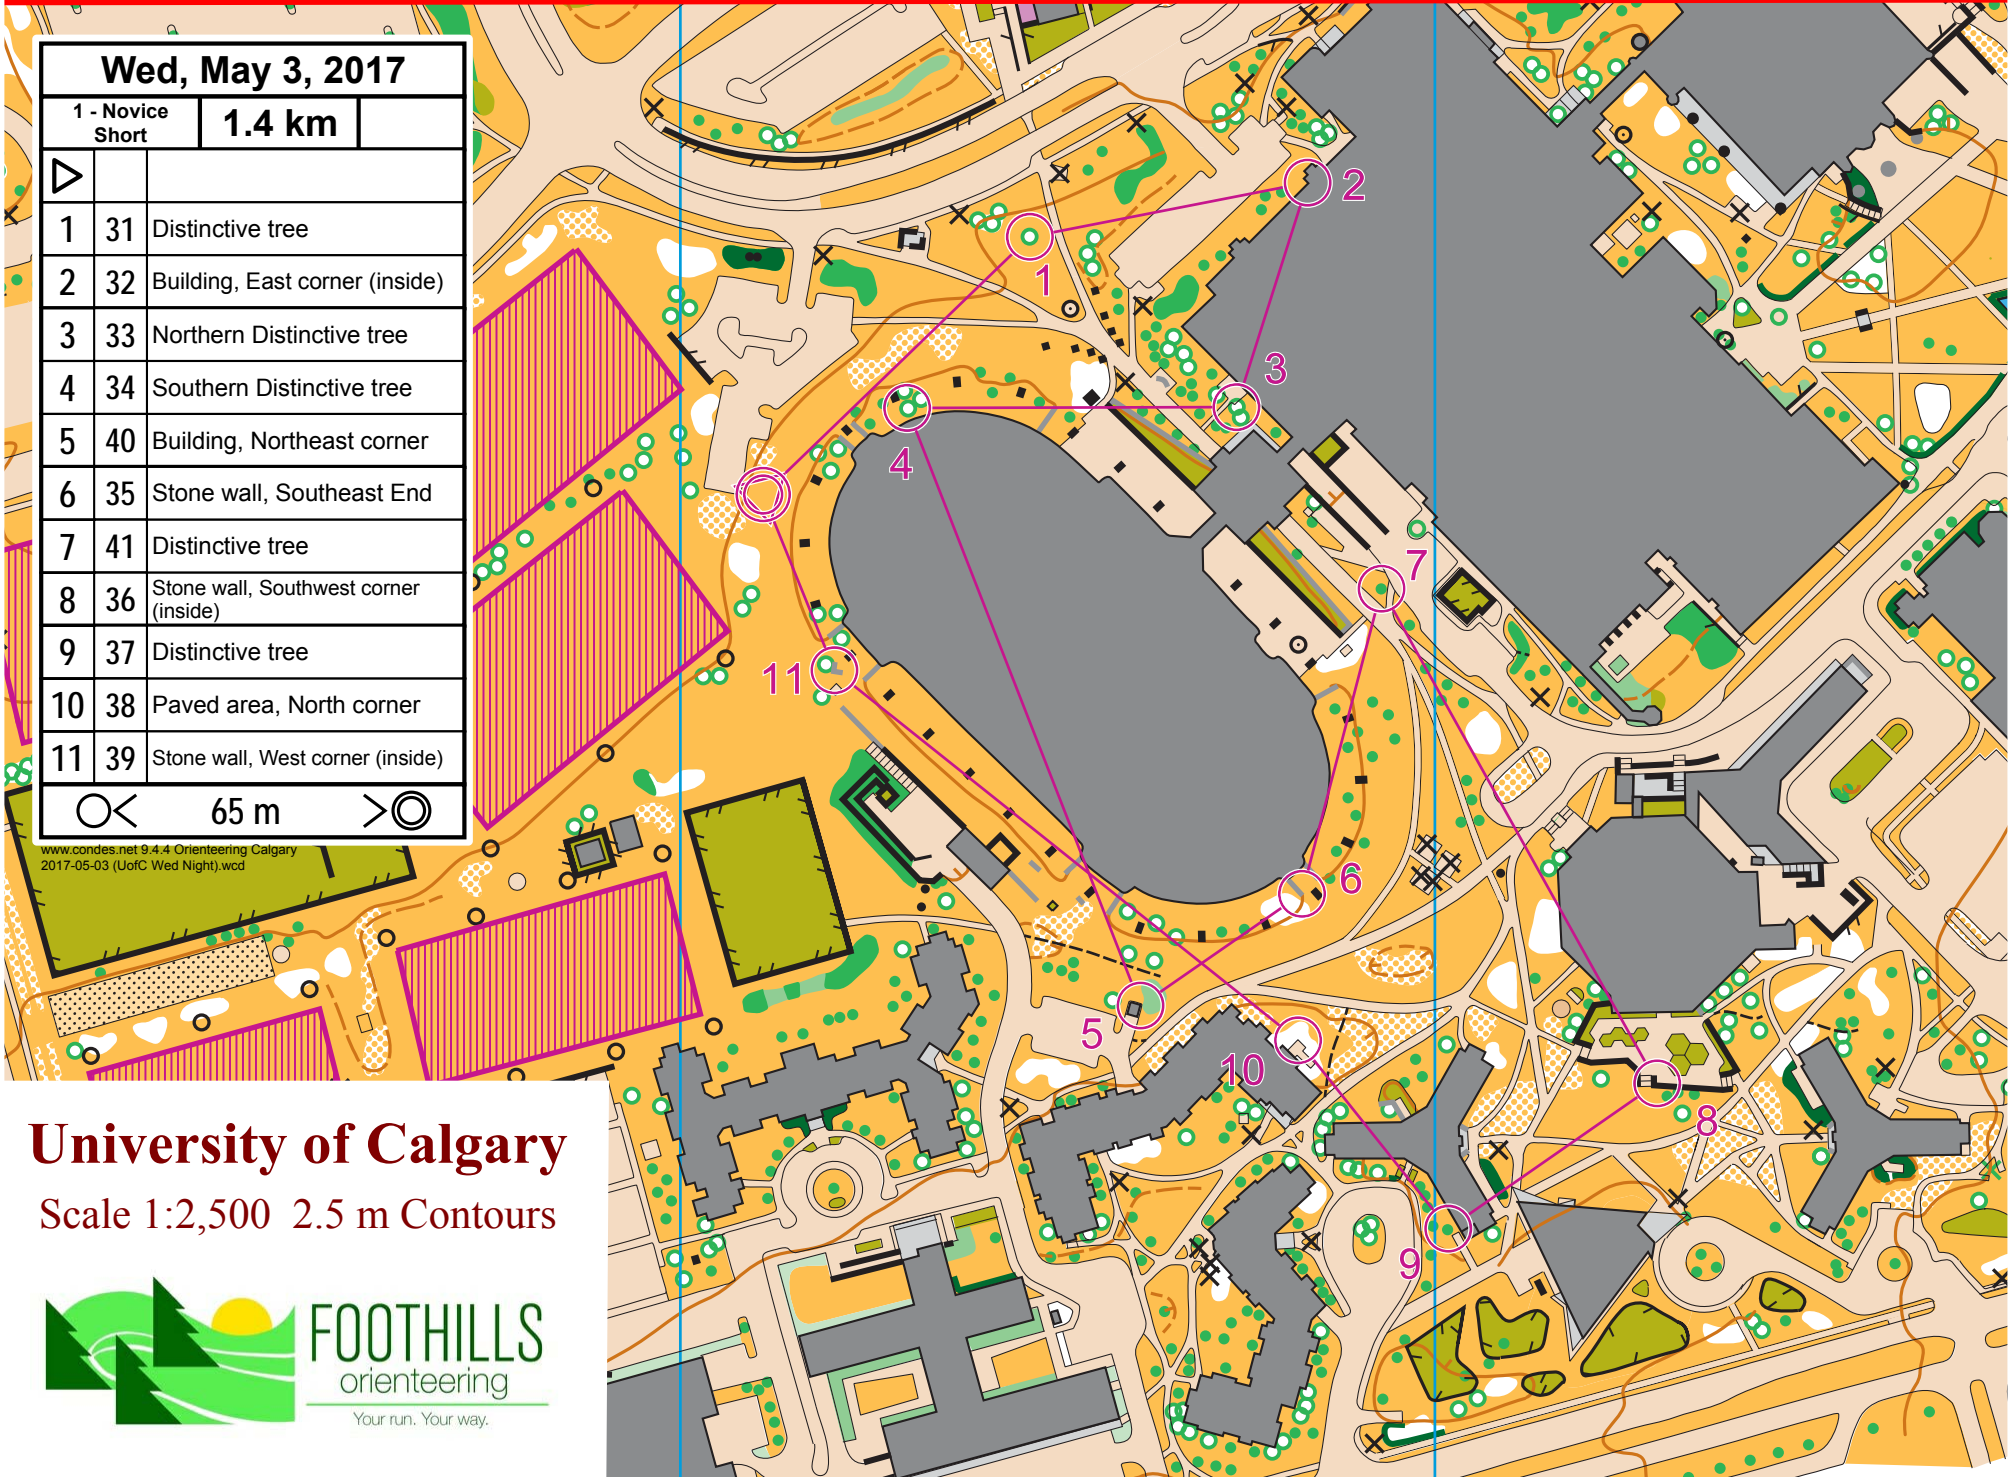 Wed, May 3, 2017
1 - Novice Short 1.4 km
1 31 Distinctive tree
2 32 Building, East corner (inside)
3 33 Northern Distinctive tree
4 34 Southern Distinctive tree
5 40 Building, Northeast corner
6 35 Stone wall, Southeast End
7 41 Distinctive tree
8 36 Stone wall, Southwest corner
(inside)
9 37 Distinctive tree
10 38 Paved area, North corner
11 39 Stone wall, West corner (inside)
65 m
www.condes.net 9.4.4 Orienteering Calgary
2017-05-03 (UofC Wed Night).wcd
2
1
3
4
7
11
6
5
10
8
9
University of Calgary
Scale 1:2,500 2.5 m Contours
FOOTHILLS
orienteering
Your run. Your way.